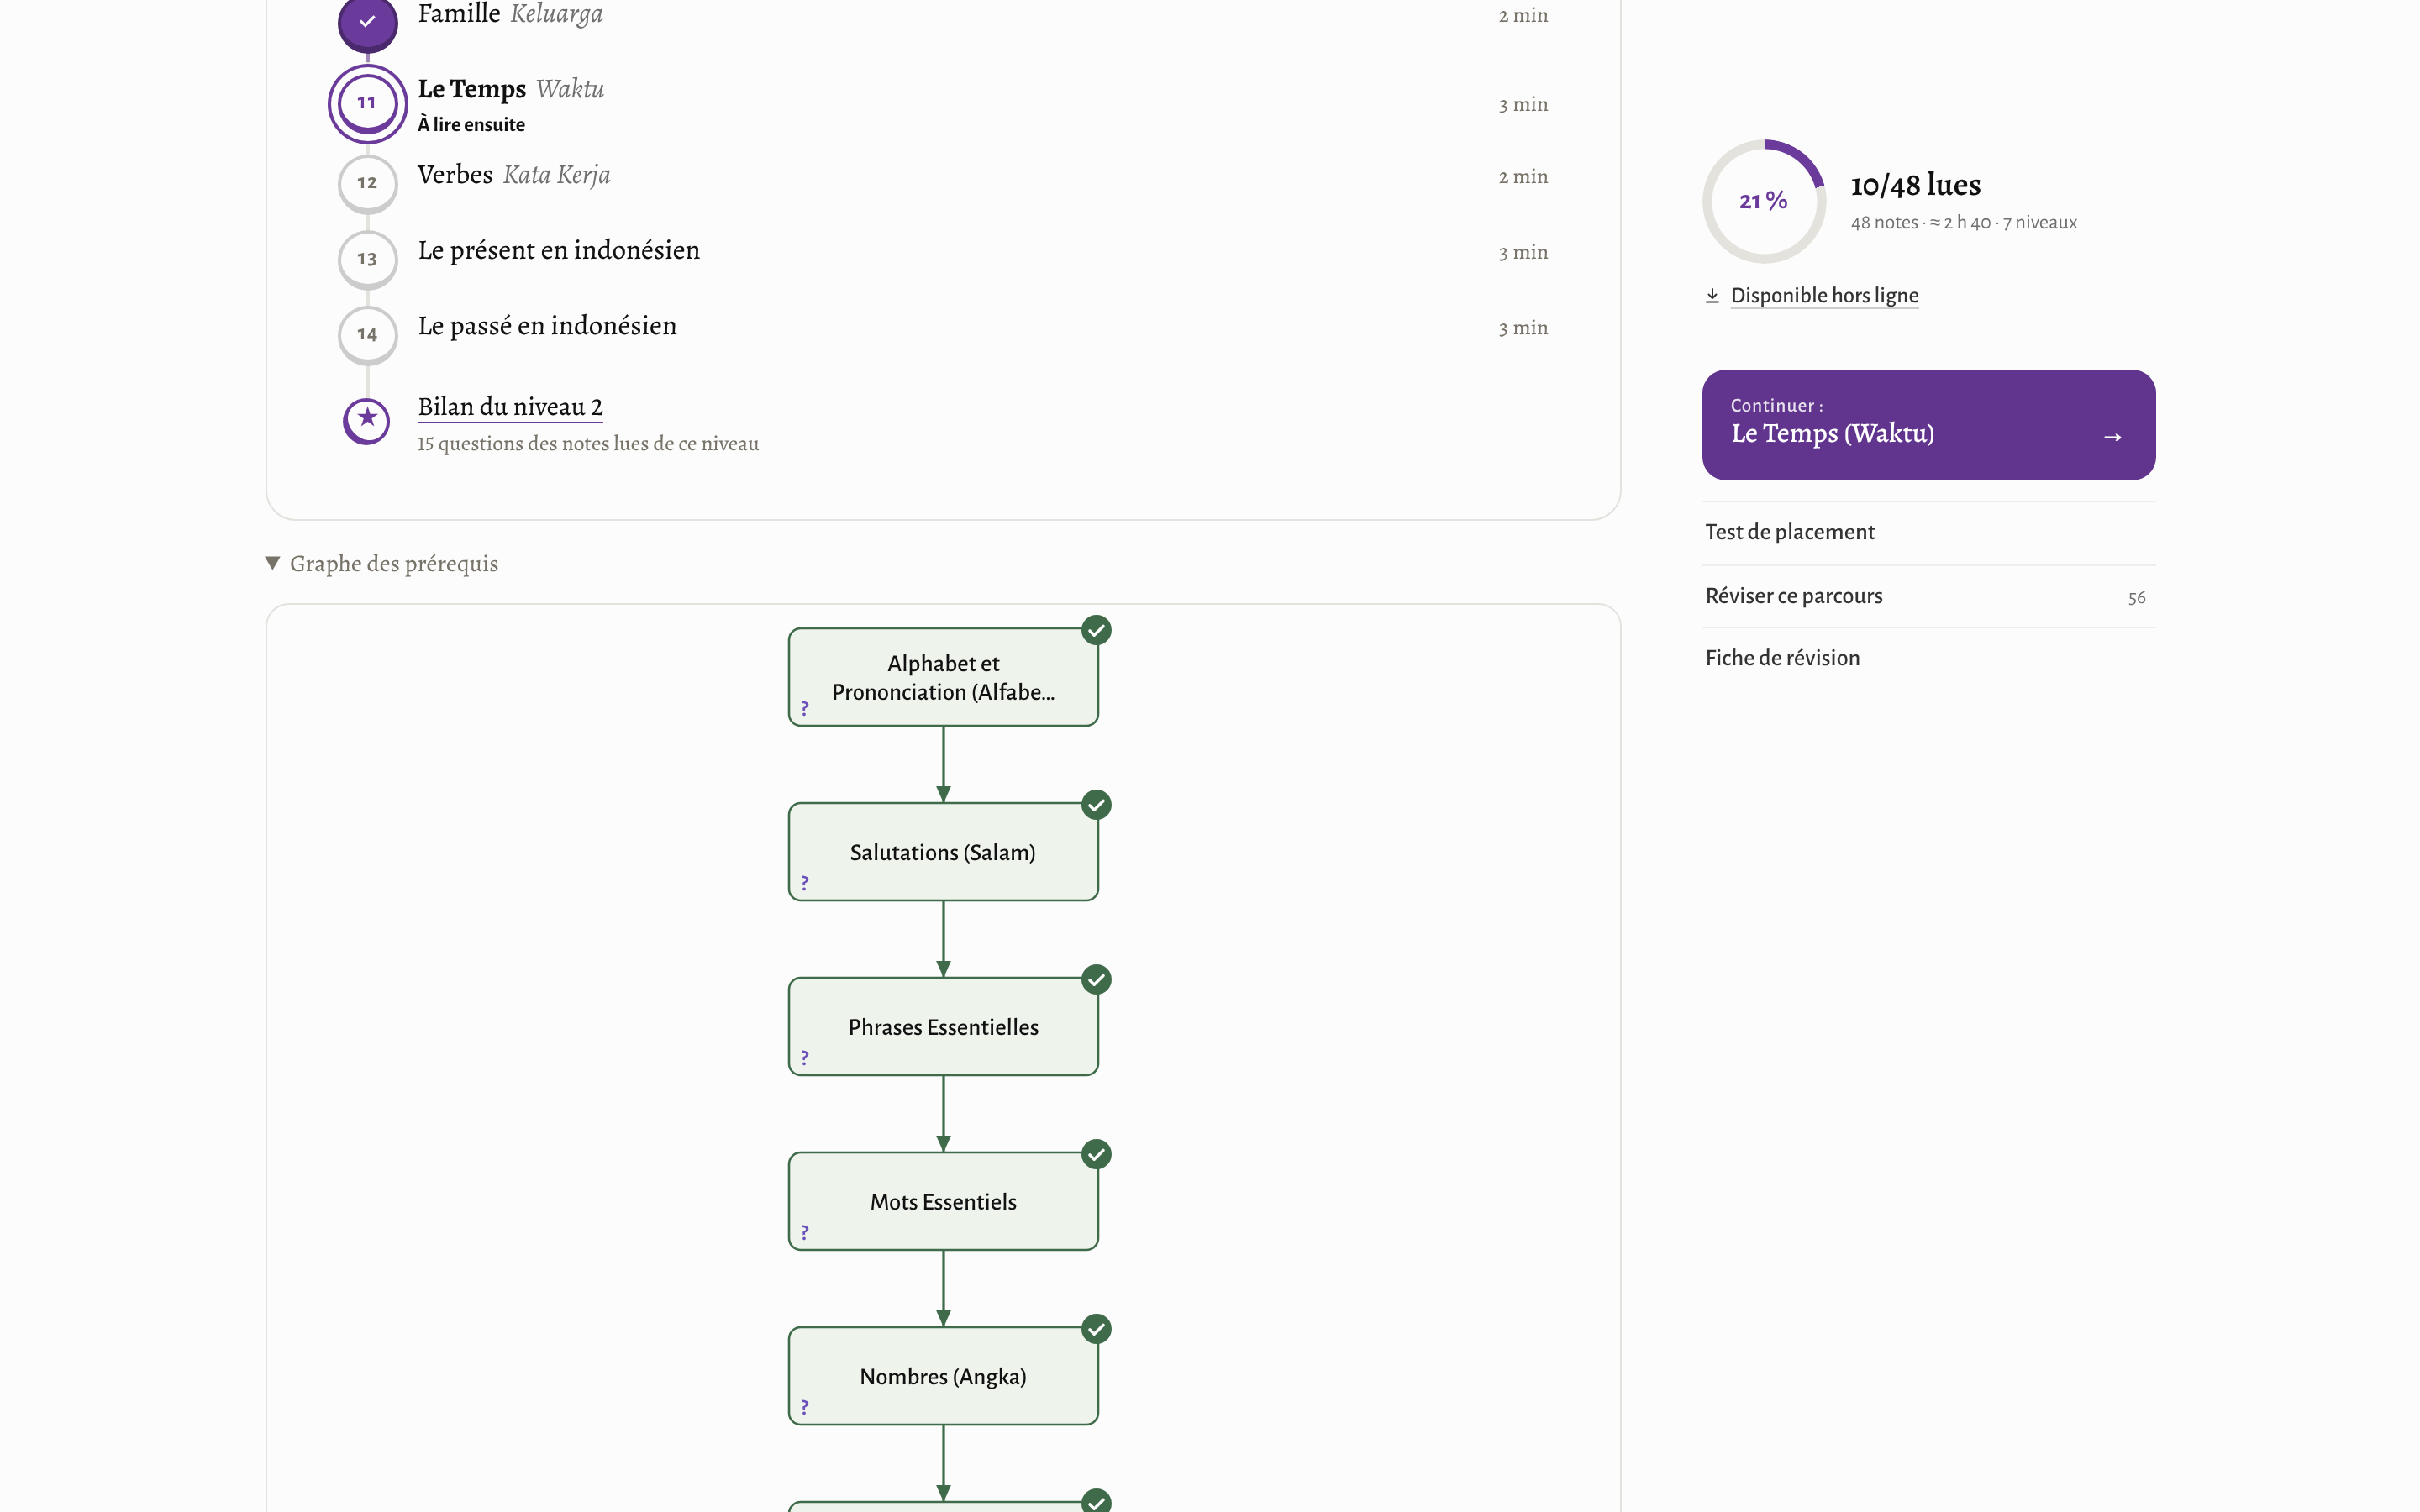 Famille Keluarga
2 min
11
Le Temps Waktu
À lire ensuite
3 min
12
Verbes Kata Kerja
2 min
13
Le présent en indonésien
3 min
14
Le passé en indonésien
3 min
Bilan du niveau 2
15 questions des notes lues de ce niveau
Graphe des prérequis
Alphabet et
Prononciation (Alfabe...
?
Salutations (Salam)
?
Phrases Essentielles
?
Mots Essentiels
?
Nombres (Angka)
?
21 %
10/48 lues
48 notes · ≈ 2 h 40 · 7 niveaux
Disponible hors ligne
Continuer :
Le Temps (Waktu) →
Test de placement
Réviser ce parcours 56
Fiche de révision